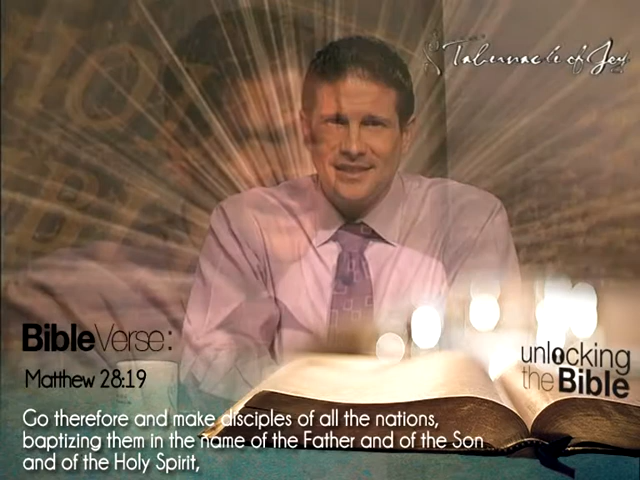 Tabernacle of Joy
BibleVerse:
Matthew 28:19
unlocking
the Bible
Go therefore and make disciples of all the nations,
baptizing them in the name of the Father and of the Son
and of the Holy Spirit,